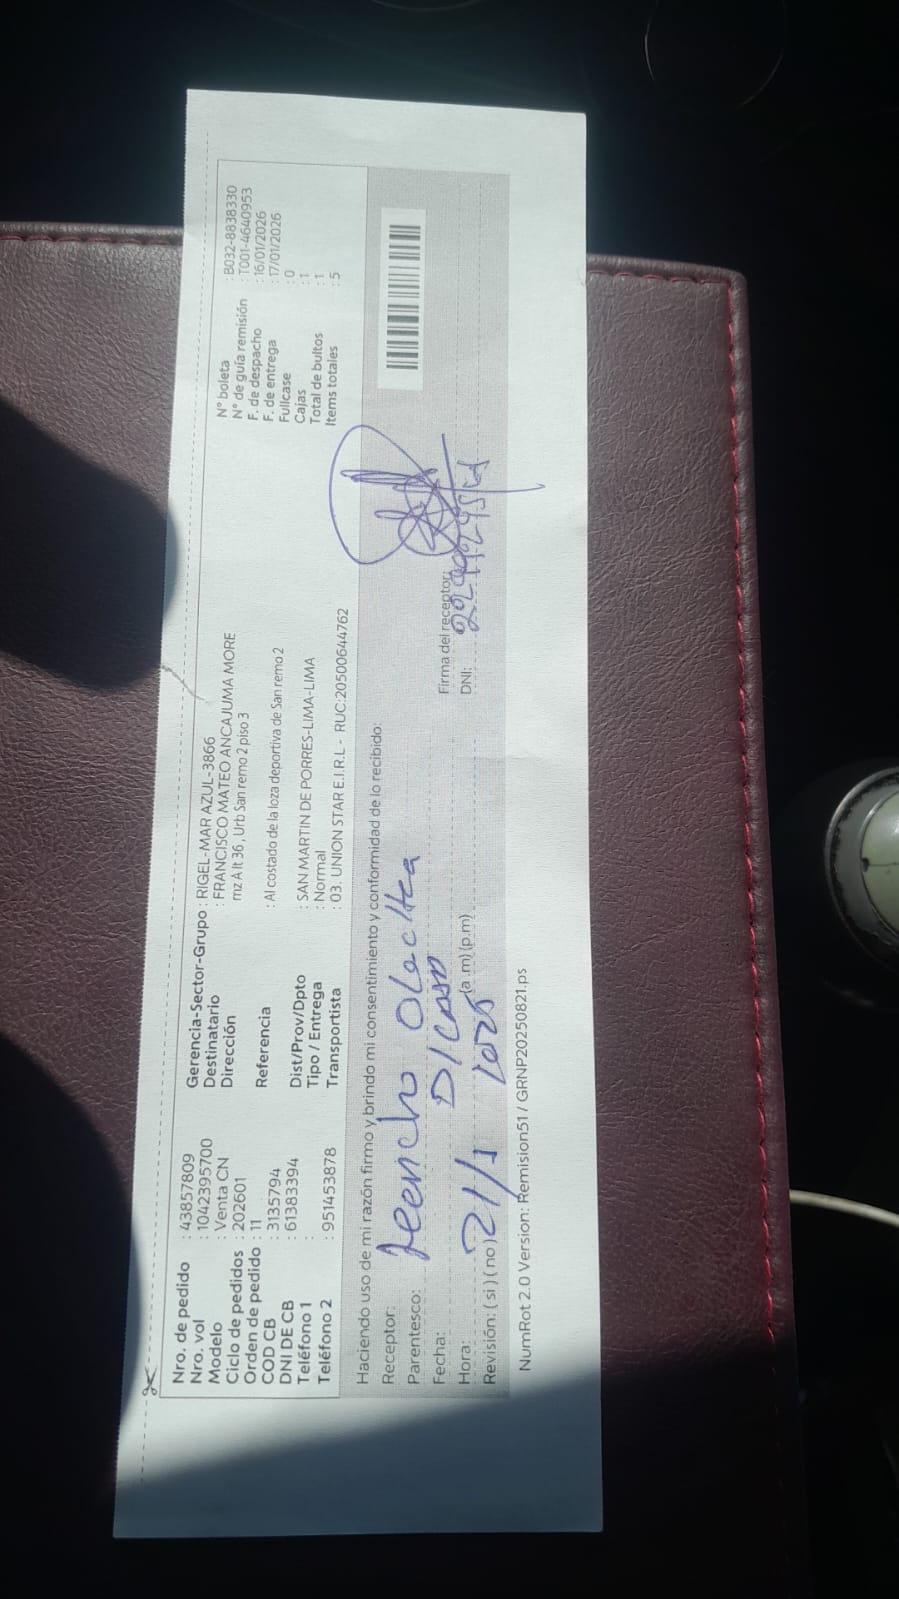 Nro. de pedido : 43857809
Nro. vol : 1042395700
Modelo : Venta CN
Ciclo de pedidos : 202601
Orden de pedido : 11
COD CB : 3135794
DNI DE CB : 61383394
Teléfono 1 :
Teléfono 2 : 951453878
Gerencia-Sector-Grupo : RIGEL-MAR AZUL-3866
Destinatario : FRANCISCO MATEO ANCAJUMA MORE
Dirección mz A lt 36 , Urb San remo 2 piso 3
Referencia : Al costado de la loza deportiva de San remo 2
Dist/Prov/Dpto : SAN MARTIN DE PORRES-LIMA-LIMA
Tipo / Entrega : Normal
Transportista : 03. UNION STAR E.I.R.L - RUC:20500644762
N° boleta : B032-8838330
N° de guía remisión : T001-4640953
F. de despacho : 16/01/2026
F. de entrega : 17/01/2026
Fullcase : 0
Cajas : 1
Total de bultos : 1
Items totales : 5
Haciendo uso de mi razón firmo y brindo mi consentimiento y conformidad de lo recibido:
Receptor:
Parentesco:
Fecha:
Hora: (a.m) (p.m)
Revisión: ( si ) ( no ) 21/1
Firma del receptor:
DNI:
NumRot 2.0 Version: Remision51 / GRNP20250821.ps